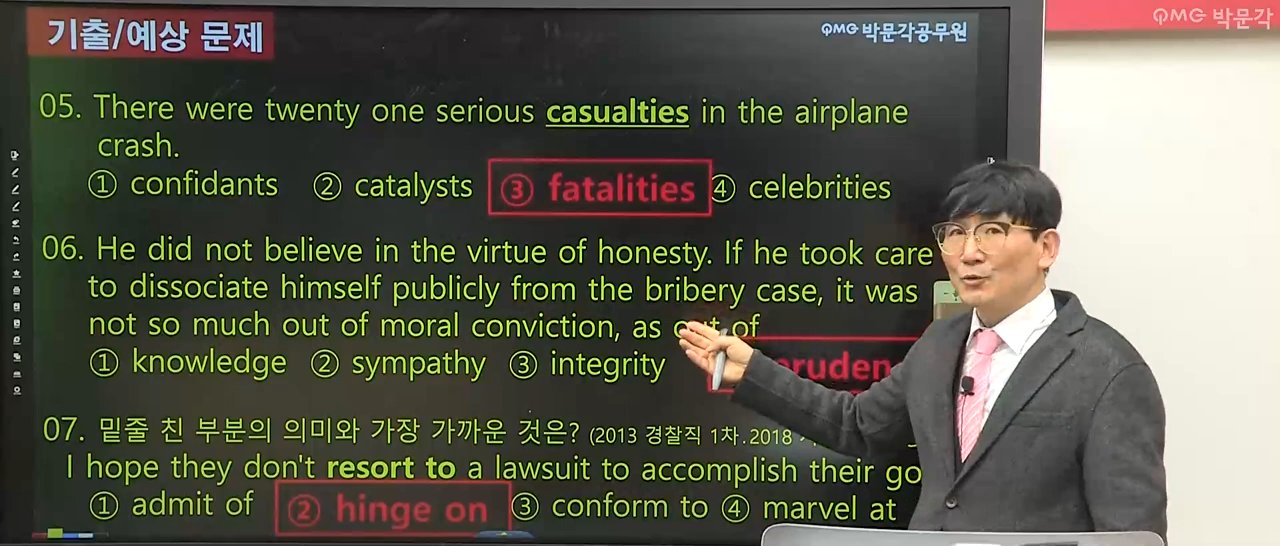 기출/예상 문제
QMG 박문각공무원
QMG 박문각
05. There were twenty one serious casualties in the airplane
crash.
① confidants ② catalysts ③ fatalities ④ celebrities
06. He did not believe in the virtue of honesty. If he took care
to dissociate himself publicly from the bribery case, it was
not so much out of moral conviction, as out of
① knowledge ② sympathy ③ integrity
07. 밑줄 친 부분의 의미와 가장 가까운 것은? (2013 경찰직 1차.2018
I hope they don't resort to a lawsuit to accomplish their go
① admit of ② hinge on ③ conform to ④ marvel at